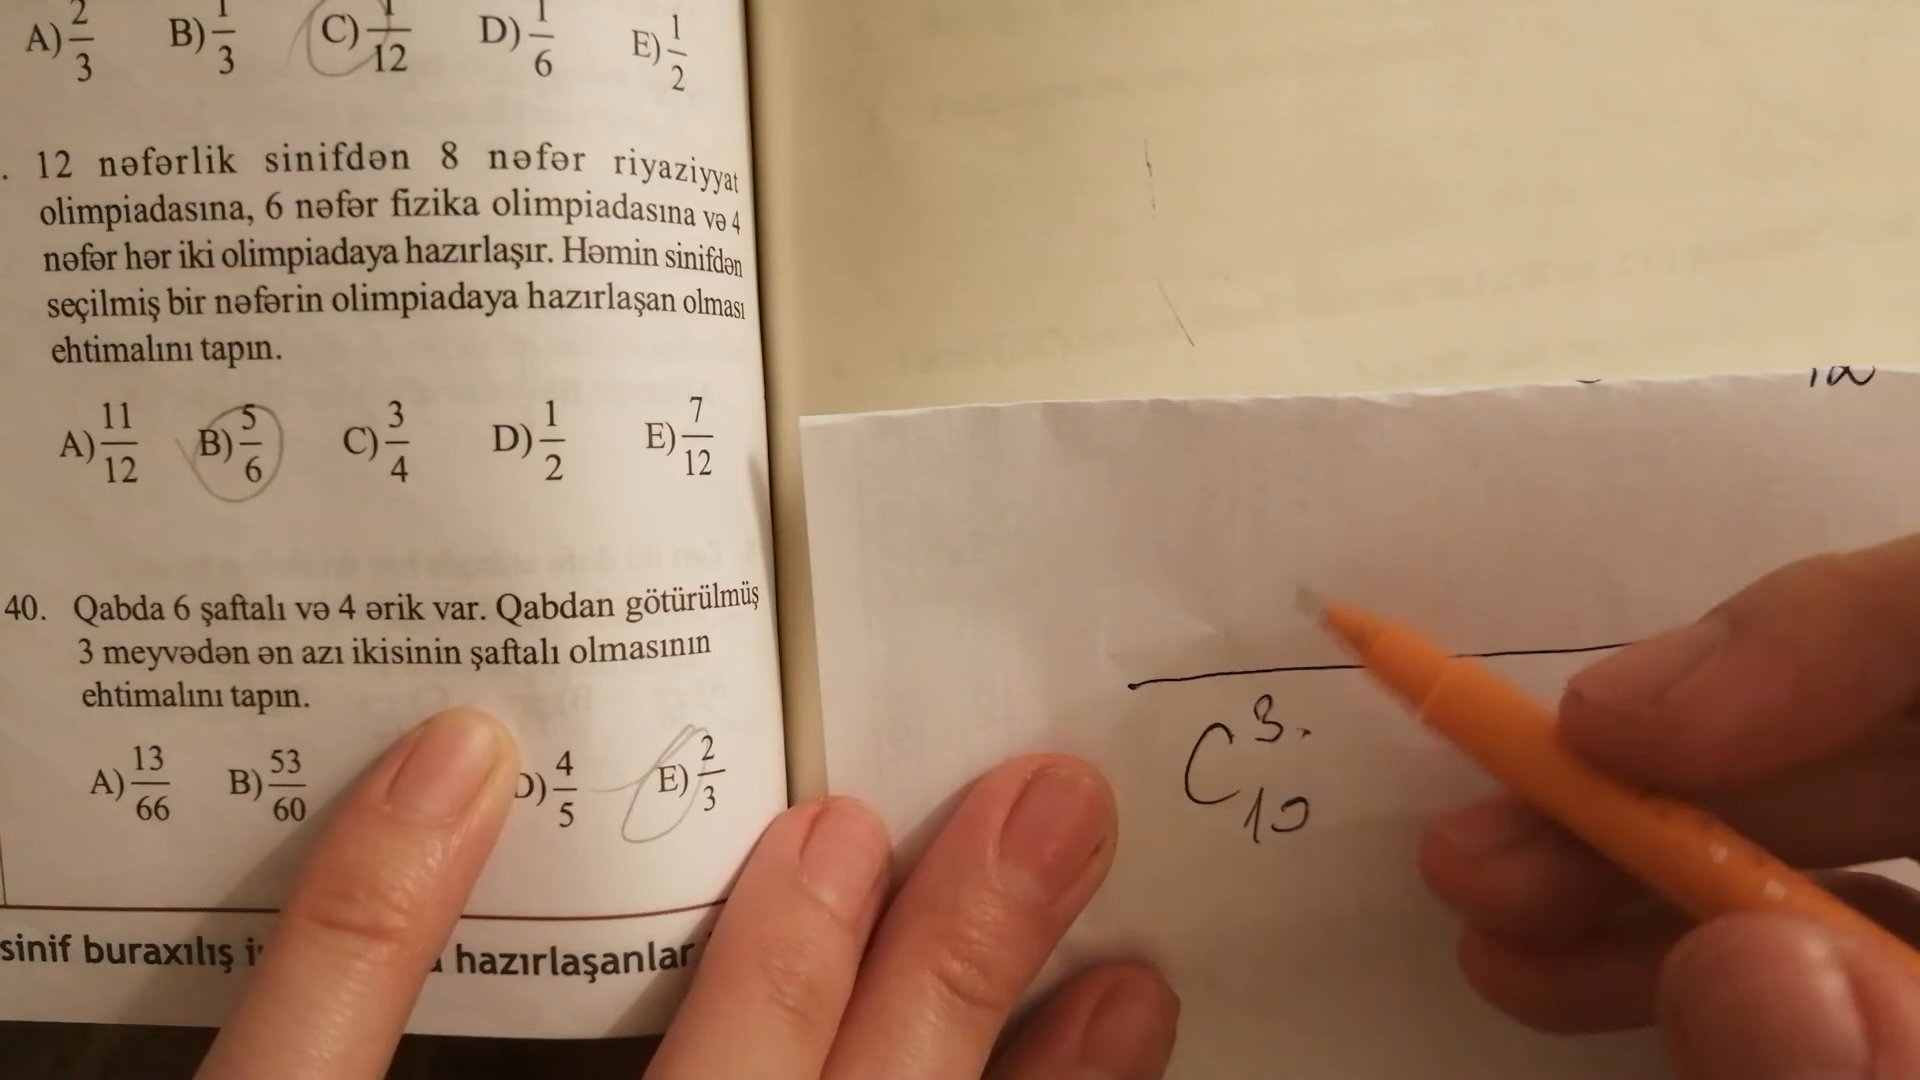 A) 2/3 B) 1/3 C) 1/12 D) 1/6 E) 1/2
. 12 nəfərlik sinifdən 8 nəfər riyaziyyat
olimpiadasına, 6 nəfər fizika olimpiadasına və 4
nəfər hər iki olimpiadaya hazırlaşır. Həmin sinifdən
seçilmiş bir nəfərin olimpiadaya hazırlaşan olması
ehtimalını tapın.
A) 11/12 B) 5/6 C) 3/4 D) 1/2 E) 7/12
40. Qabda 6 şaftalı və 4 ərik var. Qabdan götürülmüş
3 meyvədən ən azı ikisinin şaftalı olmasının
ehtimalını tapın.
A) 13/66 B) 53/60 D) 4/5 E) 2/3
sinif buraxılış hazırlaşanlar
C 3
10